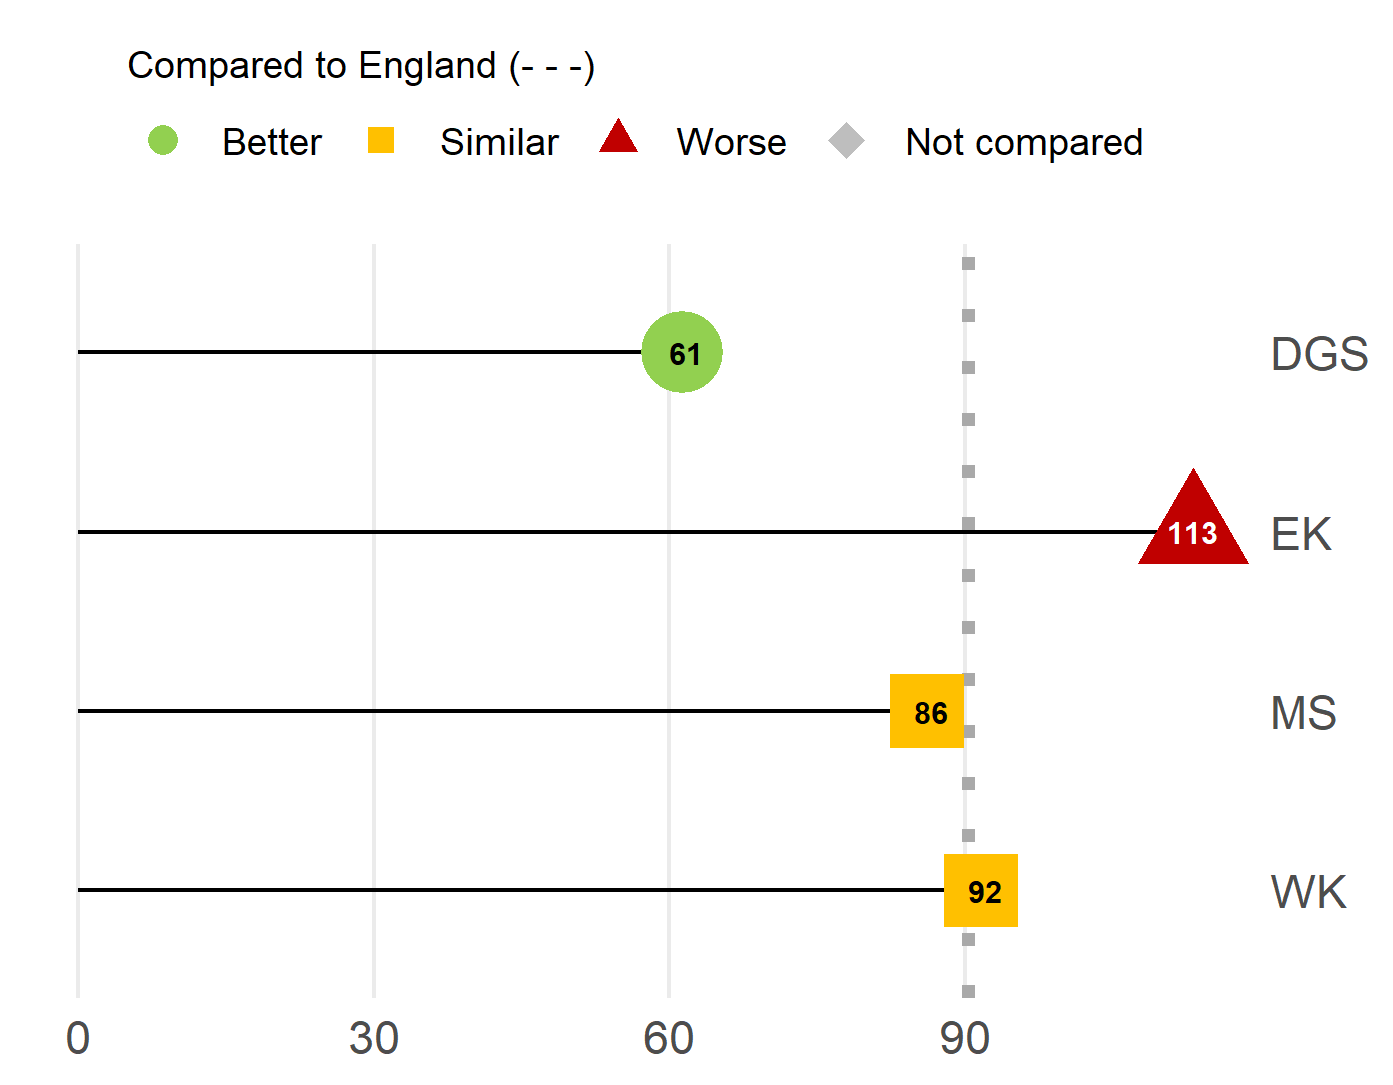 Compared to England (- - -)
Better Similar Worse Not compared
61 DGS
113 EK
86 MS
92 WK
0 30 60 90